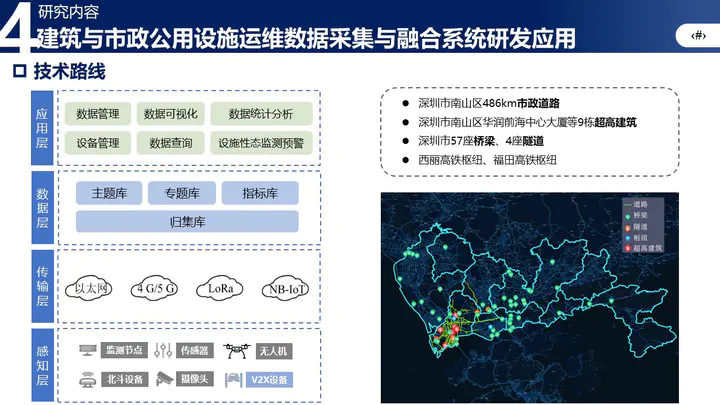 4
研究内容
建筑与市政公用设施运维数据采集与融合系统研发应用
‹#›
技术路线
应用层
数据管理 数据可视化 数据统计分析
设备管理 数据查询 设施性态监测预警
数据层
主题库 专题库 指标库
归集库
传输层
以太网 4 G/5 G LoRa NB-IoT
感知层
监测节点 传感器 无人机
北斗设备 摄像头 V2X设备
深圳市南山区486km市政道路
深圳市南山区华润前海中心大厦等9栋超高建筑
深圳市57座桥梁、4座隧道
西丽高铁枢纽、福田高铁枢纽
道路
桥梁
隧道
枢纽
超高建筑